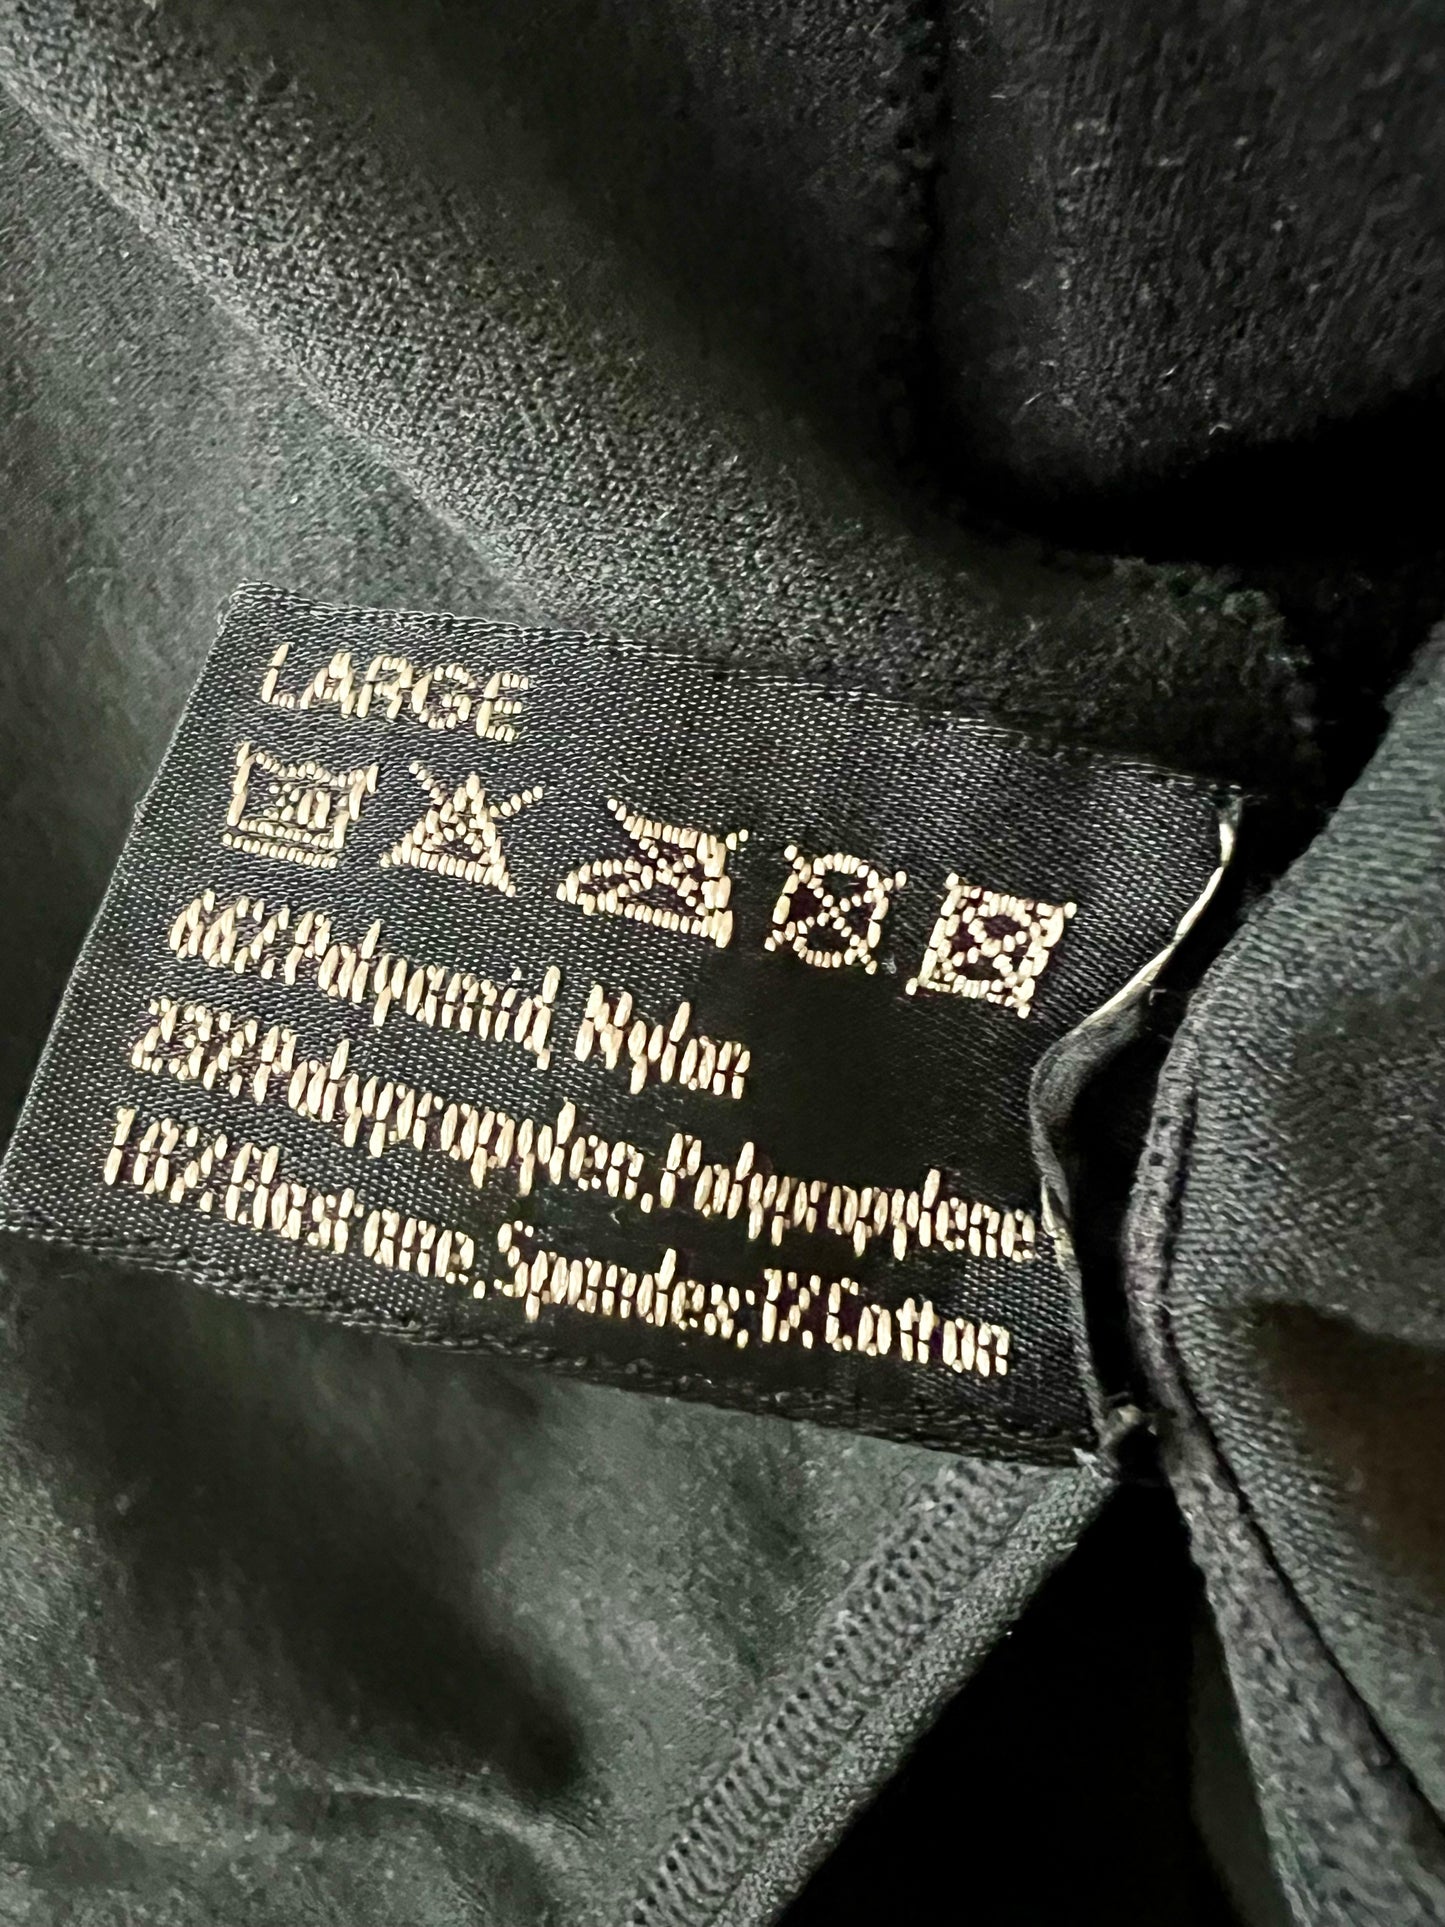 LARGE
66%Polyamid, Nylon
23%Polypropylen,Polypropylene
10%Elastane,Spandex;1%Cotton